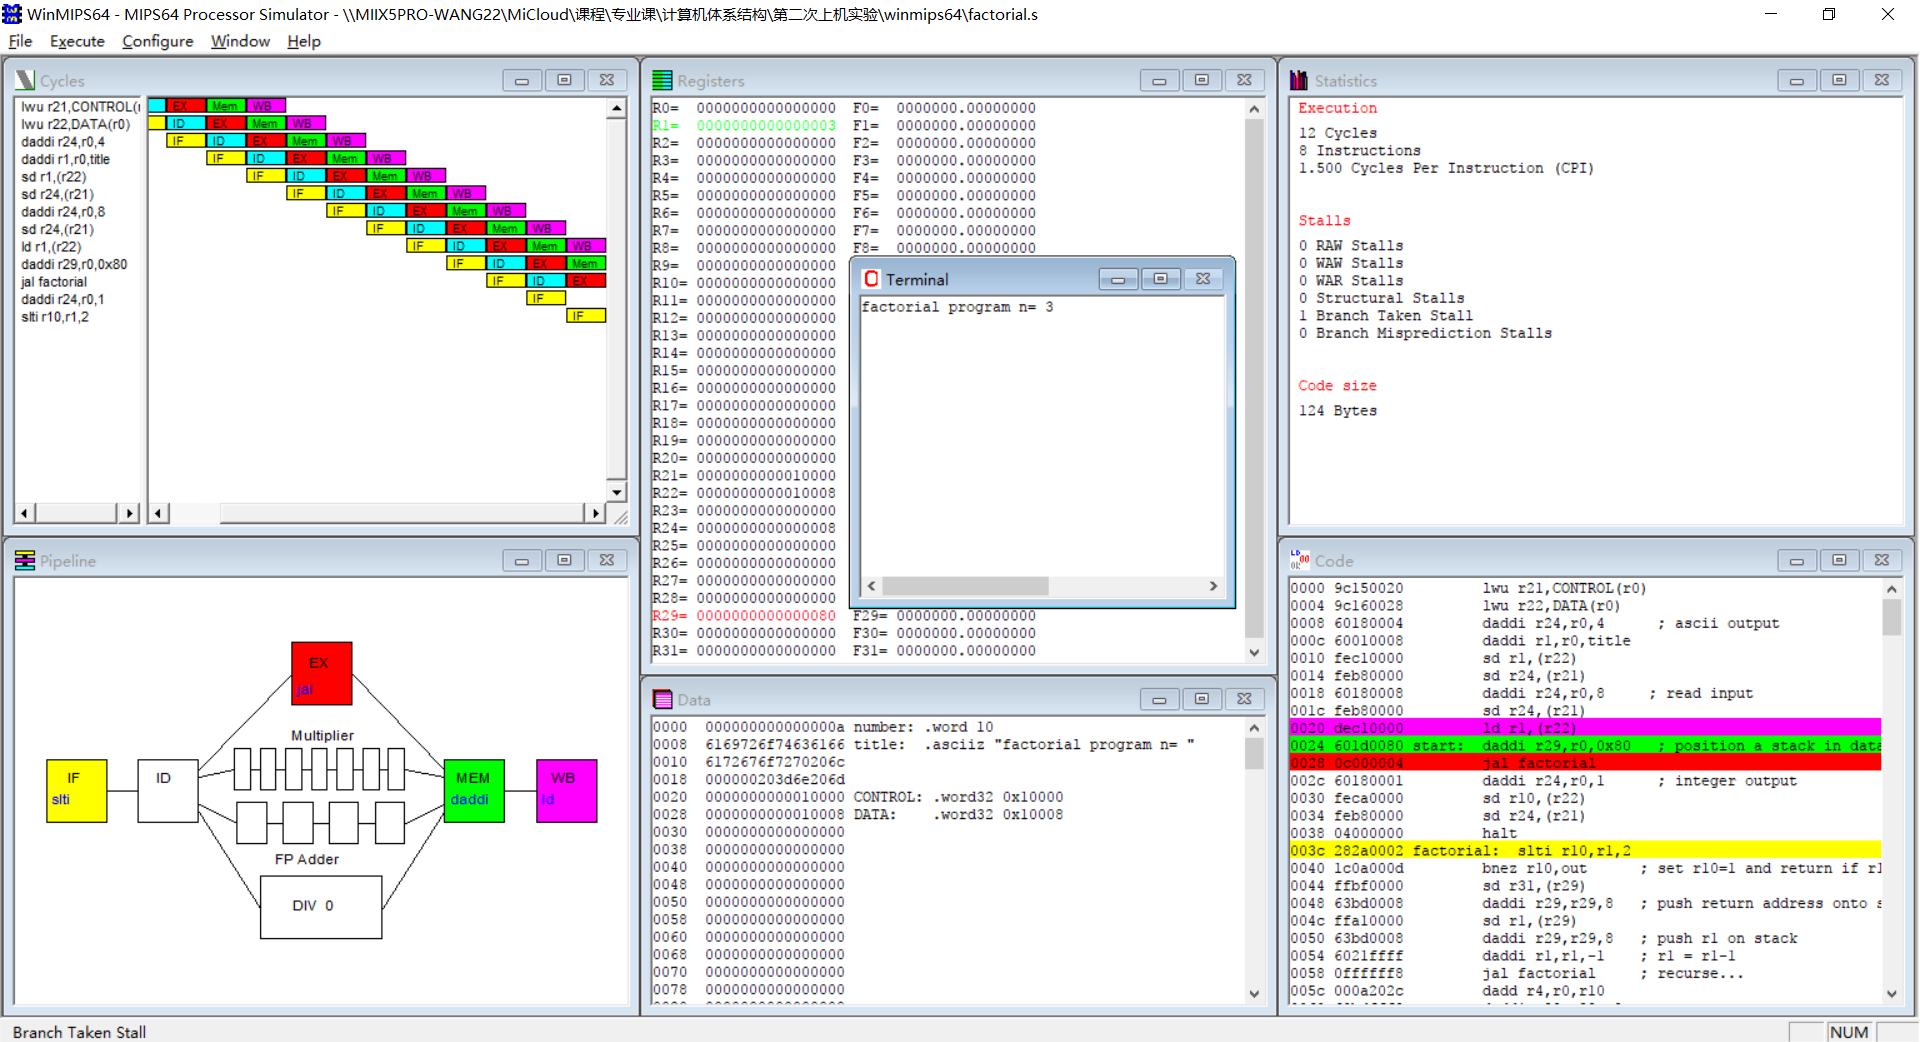 WinMIPS64 - MIPS64 Processor Simulator - \\MIIX5PRO-WANG22\MiCloud\课程\专业课\计算机体系结构\第二次上机实验\winmips64\factorial.s
File Execute Configure Window Help
Cycles
lwu r21,CONTROL(r
lwu r22,DATA(r0)
daddi r24,r0,4
daddi r1,r0,title
sd r1,(r22)
sd r24,(r21)
daddi r24,r0,8
sd r24,(r21)
ld r1,(r22)
daddi r29,r0,0x80
jal factorial
daddi r24,r0,1
slti r10,r1,2
EX Mem WB
ID EX Mem WB
IF ID EX Mem WB
IF ID EX Mem WB
IF ID EX Mem WB
IF ID EX Mem WB
IF ID EX Mem WB
IF ID EX Mem WB
IF ID EX Mem WB
IF ID EX Mem
IF ID EX
IF
IF
Pipeline
EX
jal
Multiplier
IF
slti
ID
MEM
daddi
WB
ld
FP Adder
DIV 0
Registers
R0= 0000000000000000 F0= 0000000.00000000
R1= 0000000000000003 F1= 0000000.00000000
R2= 0000000000000000 F2= 0000000.00000000
R3= 0000000000000000 F3= 0000000.00000000
R4= 0000000000000000 F4= 0000000.00000000
R5= 0000000000000000 F5= 0000000.00000000
R6= 0000000000000000 F6= 0000000.00000000
R7= 0000000000000000 F7= 0000000.00000000
R8= 0000000000000000 F8= 0000000.00000000
R9= 0000000000000000
R10= 0000000000000000
R11= 0000000000000000
R12= 0000000000000000
R13= 0000000000000000
R14= 0000000000000000
R15= 0000000000000000
R16= 0000000000000000
R17= 0000000000000000
R18= 0000000000000000
R19= 0000000000000000
R20= 0000000000000000
R21= 0000000000010000
R22= 0000000000010008
R23= 0000000000000000
R24= 0000000000000008
R25= 0000000000000000
R26= 0000000000000000
R27= 0000000000000000
R28= 0000000000000000
R29= 0000000000000080 F29= 0000000.00000000
R30= 0000000000000000 F30= 0000000.00000000
R31= 0000000000000000 F31= 0000000.00000000
Terminal
factorial program n= 3
Data
0000 000000000000000a number: .word 10
0008 6169726f74636166 title: .asciiz "factorial program n= "
0010 6172676f7270206c
0018 000000203d6e206d
0020 0000000000010000 CONTROL: .word32 0x10000
0028 0000000000010008 DATA: .word32 0x10008
0030 0000000000000000
0038 0000000000000000
0040 0000000000000000
0048 0000000000000000
0050 0000000000000000
0058 0000000000000000
0060 0000000000000000
0068 0000000000000000
0070 0000000000000000
0078 0000000000000000
Statistics
Execution
12 Cycles
8 Instructions
1.500 Cycles Per Instruction (CPI)
Stalls
0 RAW Stalls
0 WAW Stalls
0 WAR Stalls
0 Structural Stalls
1 Branch Taken Stall
0 Branch Misprediction Stalls
Code size
124 Bytes
Code
0000 9c150020 lwu r21,CONTROL(r0)
0004 9c160028 lwu r22,DATA(r0)
0008 60180004 daddi r24,r0,4 ; ascii output
000c 60010008 daddi r1,r0,title
0010 fec10000 sd r1,(r22)
0014 feb80000 sd r24,(r21)
0018 60180008 daddi r24,r0,8 ; read input
001c feb80000 sd r24,(r21)
0020 dec10000 ld r1,(r22)
0024 601d0080 start: daddi r29,r0,0x80 ; position a stack in data
0028 0c000004 jal factorial
002c 60180001 daddi r24,r0,1 ; integer output
0030 feca0000 sd r10,(r22)
0034 feb80000 sd r24,(r21)
0038 04000000 halt
003c 282a0002 factorial: slti r10,r1,2
0040 1c0a000d bnez r10,out ; set r10=1 and return if r1
0044 ffbf0000 sd r31,(r29)
0048 63bd0008 daddi r29,r29,8 ; push return address onto s
004c ffa10000 sd r1,(r29)
0050 63bd0008 daddi r29,r29,8 ; push r1 on stack
0054 6021ffff daddi r1,r1,-1 ; r1 = r1-1
0058 0ffffff8 jal factorial ; recurse...
005c 000a202c dadd r4,r0,r10
Branch Taken Stall
NUM